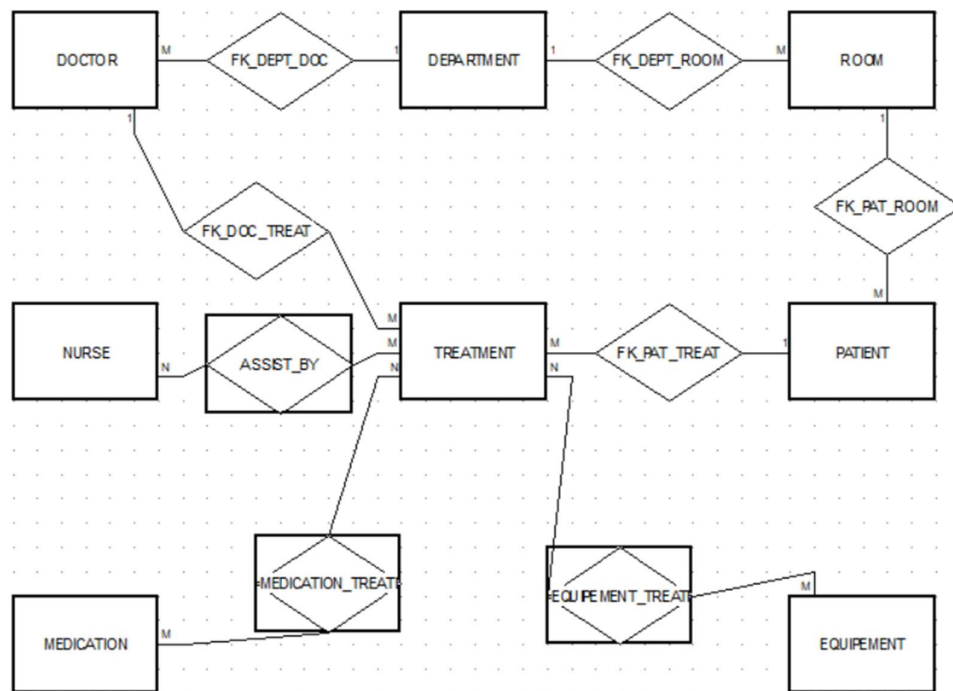 DOCTOR
M
FK_DEPT_DOC
1
DEPARTMENT
1
FK_DEPT_ROOM
M
ROOM
1
1
FK_PAT_ROOM
FK_DOC_TREAT
M
M
NURSE
N
ASSIST_BY
M
TREATMENT
M
FK_PAT_TREAT
1
PATIENT
N
N
MEDICATION_TREAT
EQUIPEMENT_TREAT
MEDICATION
M
M
EQUIPEMENT